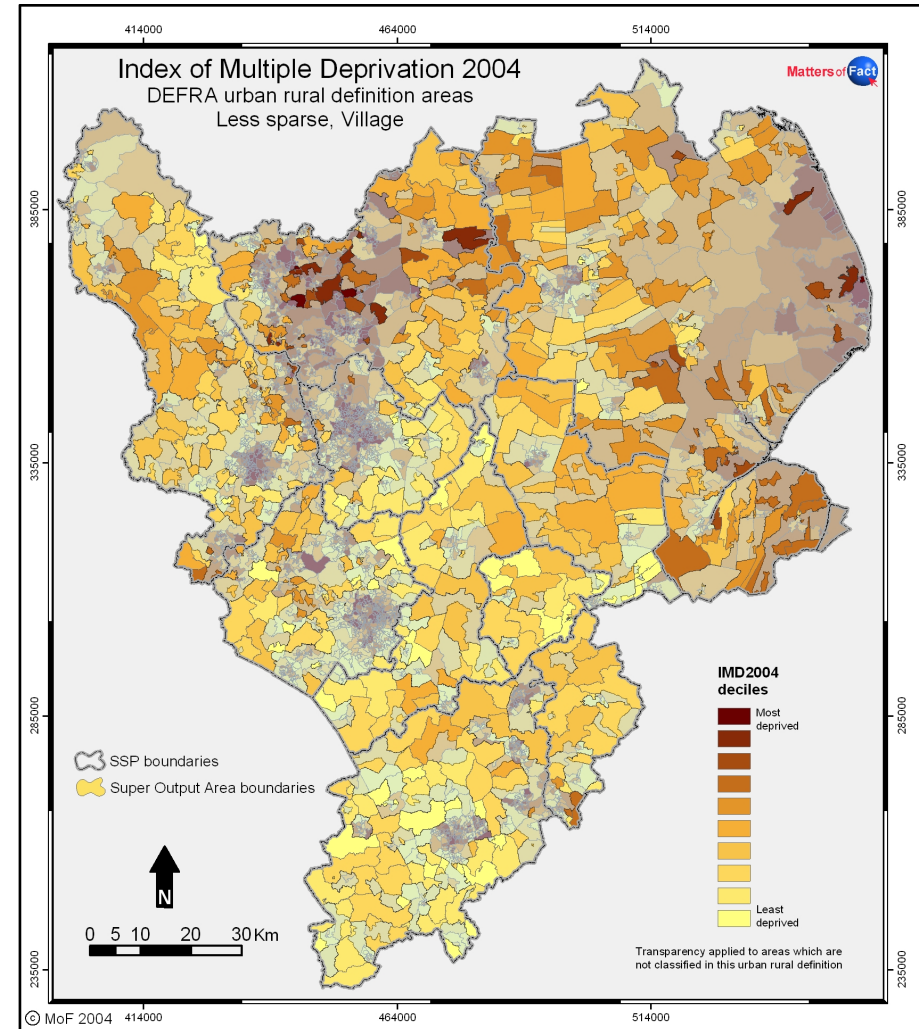 414000 464000 514000
Index of Multiple Deprivation 2004
DEFRA urban rural definition areas
Less sparse, Village
Matters of Fact
385000 385000
335000 335000
285000 285000
235000 235000
IMD2004
deciles
Most
deprived
Least
deprived
SSP boundaries
Super Output Area boundaries
N
0 5 10 20 30 Km
Transparency applied to areas which are
not classified in this urban rural definition
© MoF 2004
414000 464000 514000